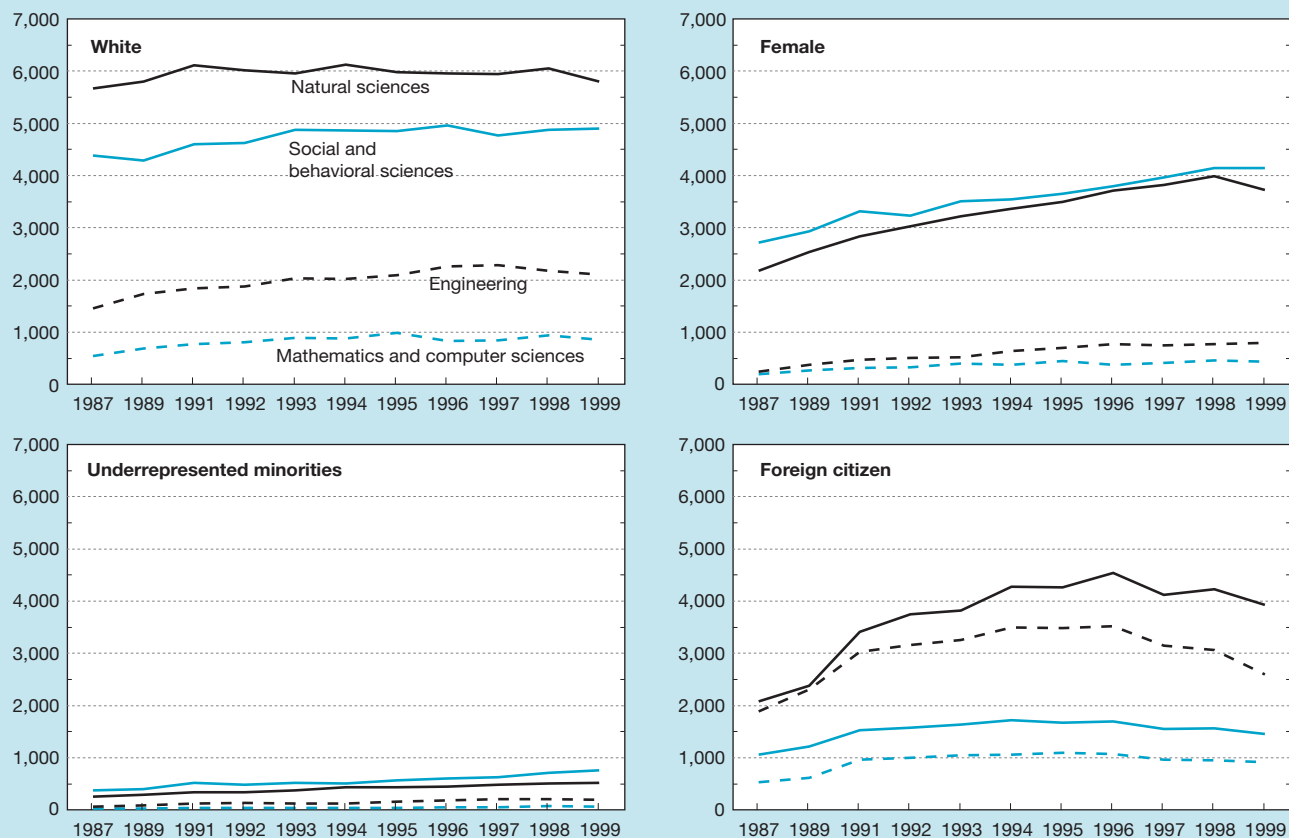 White
7,000
6,000
5,000
4,000
3,000
2,000
1,000
0
Natural sciences
Social and
behavioral sciences
Engineering
Mathematics and computer sciences
1987 1989 1991 1992 1993 1994 1995 1996 1997 1998 1999
Female
7,000
6,000
5,000
4,000
3,000
2,000
1,000
0
1987 1989 1991 1992 1993 1994 1995 1996 1997 1998 1999
Underrepresented minorities
7,000
6,000
5,000
4,000
3,000
2,000
1,000
0
1987 1989 1991 1992 1993 1994 1995 1996 1997 1998 1999
Foreign citizen
7,000
6,000
5,000
4,000
3,000
2,000
1,000
0
1987 1989 1991 1992 1993 1994 1995 1996 1997 1998 1999